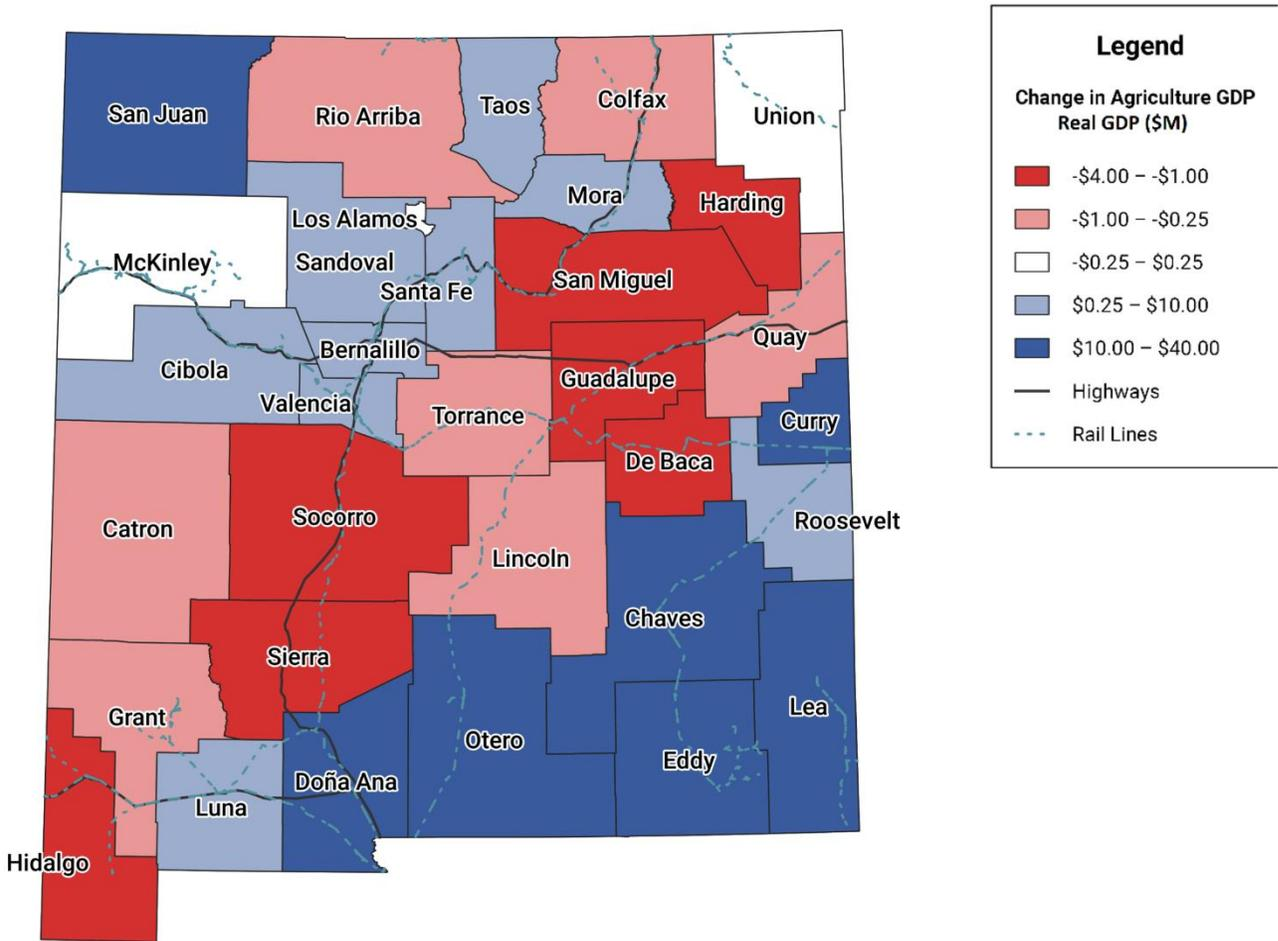 Legend
Change in Agriculture GDP
Real GDP ($M)
-$4.00 – -$1.00
-$1.00 – -$0.25
-$0.25 – $0.25
$0.25 – $10.00
$10.00 – $40.00
Highways
Rail Lines
San Juan
Rio Arriba
Taos
Colfax
Union
Mora
Harding
Los Alamos
McKinley
Sandoval
Santa Fe
San Miguel
Quay
Bernalillo
Cibola
Guadalupe
Valencia
Torrance
Curry
De Baca
Catron
Socorro
Roosevelt
Lincoln
Chaves
Sierra
Grant
Lea
Otero
Eddy
Doña Ana
Luna
Hidalgo